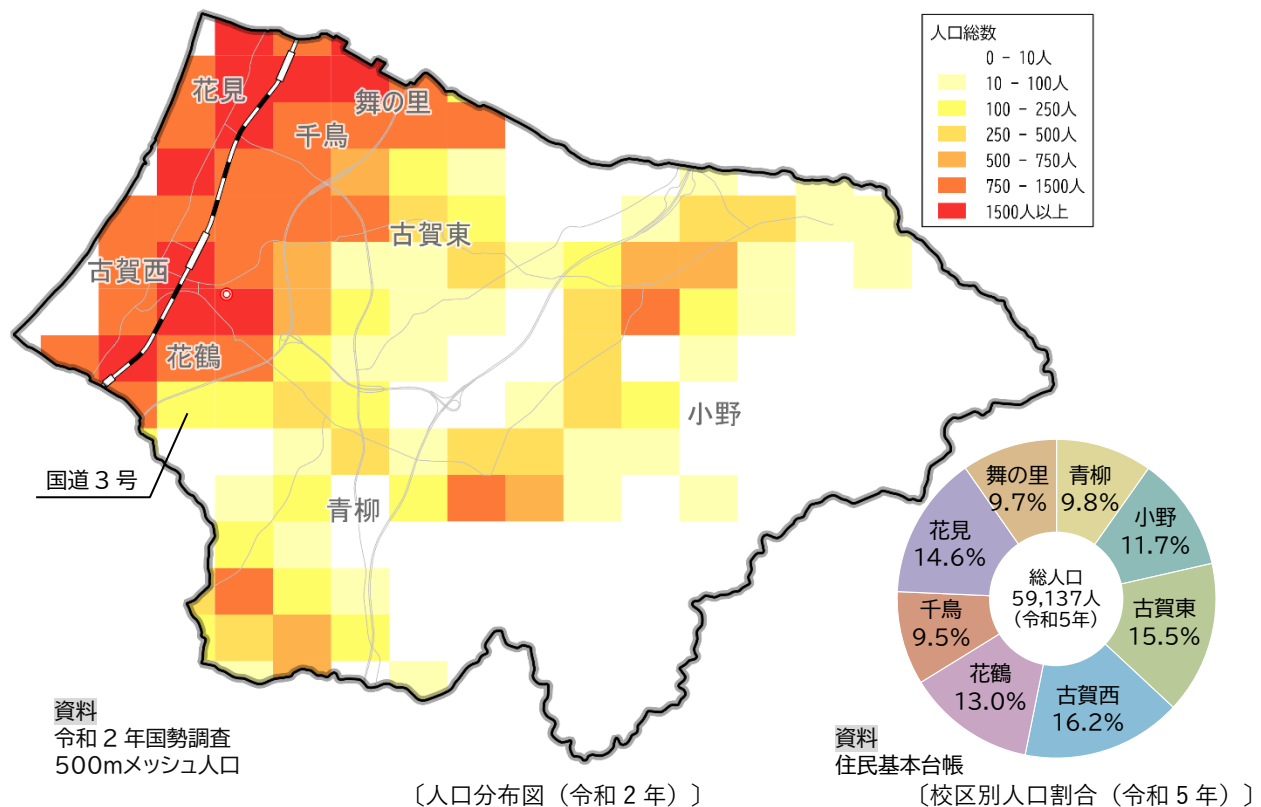 人口総数
0 - 10人
10 - 100人
100 - 250人
250 - 500人
500 - 750人
750 - 1500人
1500人以上
花見
舞の里
千鳥
古賀東
古賀西
花鶴
小野
国道3号
青柳
舞の里
9.7%
青柳
9.8%
小野
11.7%
古賀東
15.5%
古賀西
16.2%
花鶴
13.0%
千鳥
9.5%
花見
14.6%
総人口
59,137人
(令和5年)
資料
令和2年国勢調査
500mメッシュ人口
資料
住民基本台帳
〔人口分布図（令和2年）〕
〔校区別人口割合（令和5年）〕